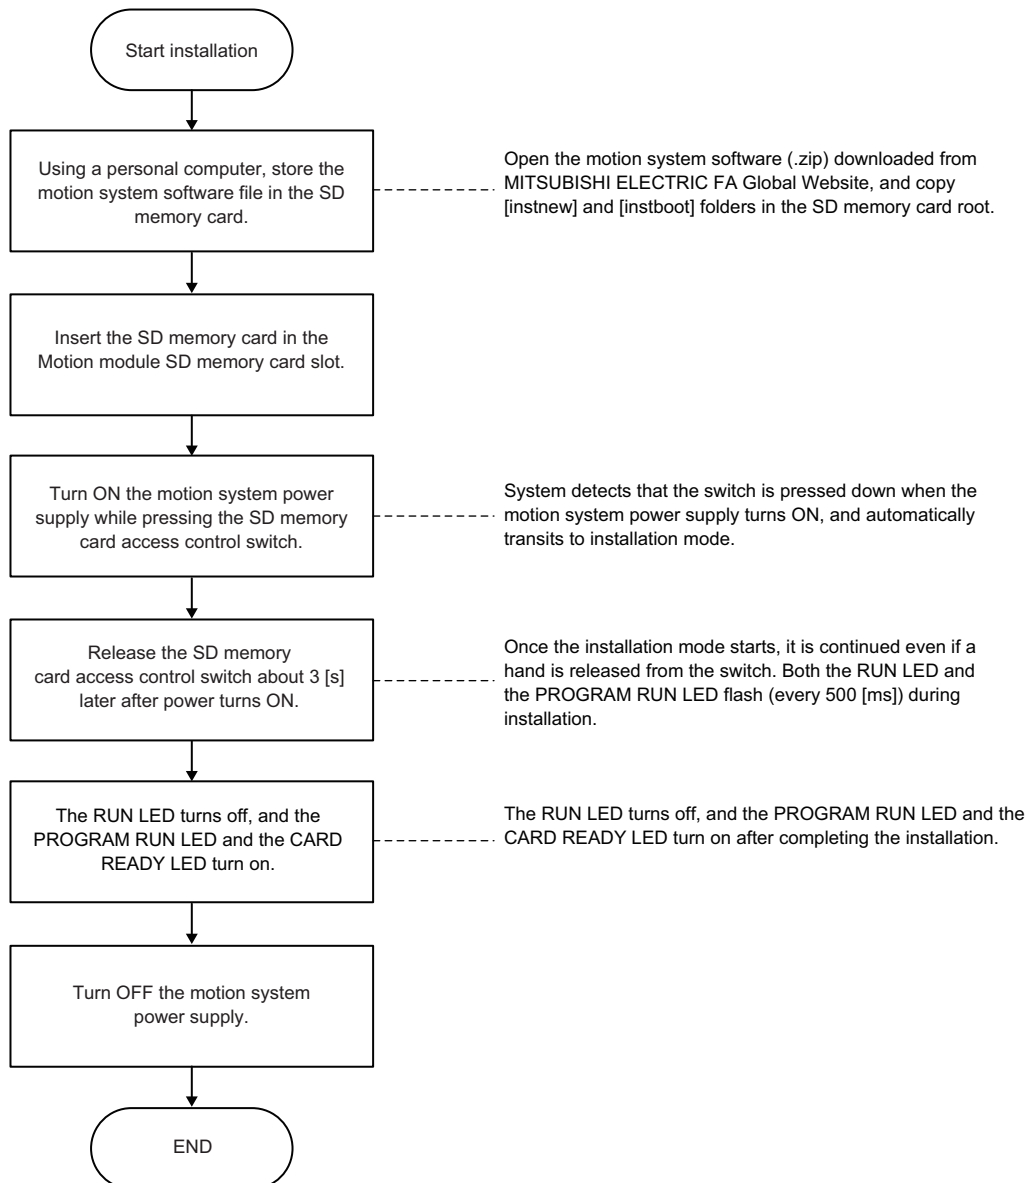 Start installation
Using a personal computer, store the
motion system software file in the SD
memory card.
Open the motion system software (.zip) downloaded from
MITSUBISHI ELECTRIC FA Global Website, and copy
[instnew] and [instboot] folders in the SD memory card root.
Insert the SD memory card in the
Motion module SD memory card slot.
Turn ON the motion system power
supply while pressing the SD memory
card access control switch.
System detects that the switch is pressed down when the
motion system power supply turns ON, and automatically
transits to installation mode.
Release the SD memory
card access control switch about 3 [s]
later after power turns ON.
Once the installation mode starts, it is continued even if a
hand is released from the switch. Both the RUN LED and
the PROGRAM RUN LED flash (every 500 [ms]) during
installation.
The RUN LED turns off, and the
PROGRAM RUN LED and the CARD
READY LED turn on.
The RUN LED turns off, and the PROGRAM RUN LED and the
CARD READY LED turn on after completing the installation.
Turn OFF the motion system
power supply.
END